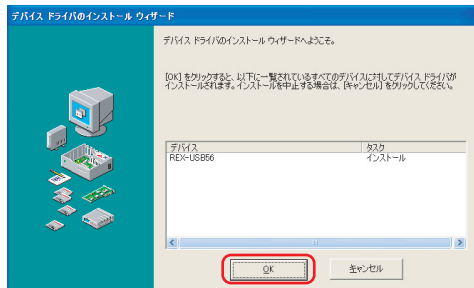 デバイス ドライバのインストール ウィザード
デバイス ドライバのインストール ウィザードへようこそ。
[OK] をクリックすると、以下に一覧されているすべてのデバイスに対してデバイス ドライバが
インストールされます。インストールを中止する場合は、[キャンセル] をクリックしてください。
デバイス タスク
REX-USB56 インストール
OK キャンセル